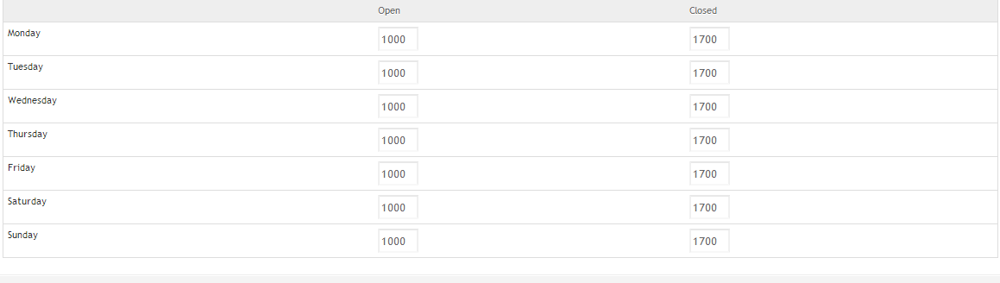 Open Closed
Monday 1000 1700
Tuesday 1000 1700
Wednesday 1000 1700
Thursday 1000 1700
Friday 1000 1700
Saturday 1000 1700
Sunday 1000 1700